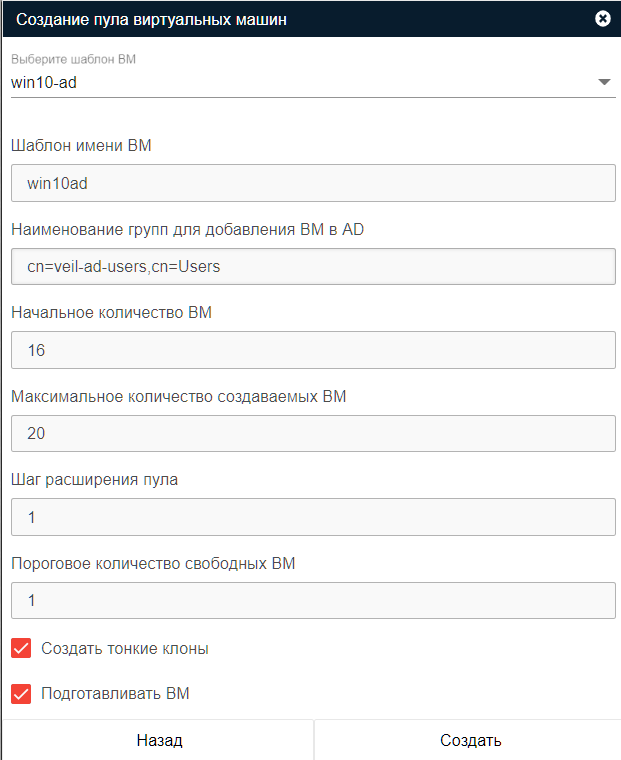 Создание пула виртуальных машин
Выберите шаблон ВМ
win10-ad
Шаблон имени ВМ
win10ad
Наименование групп для добавления ВМ в AD
cn=veil-ad-users,cn=Users
Начальное количество ВМ
16
Максимальное количество создаваемых ВМ
20
Шаг расширения пула
1
Пороговое количество свободных ВМ
1
Создать тонкие клоны
Подготавливать ВМ
Назад
Создать